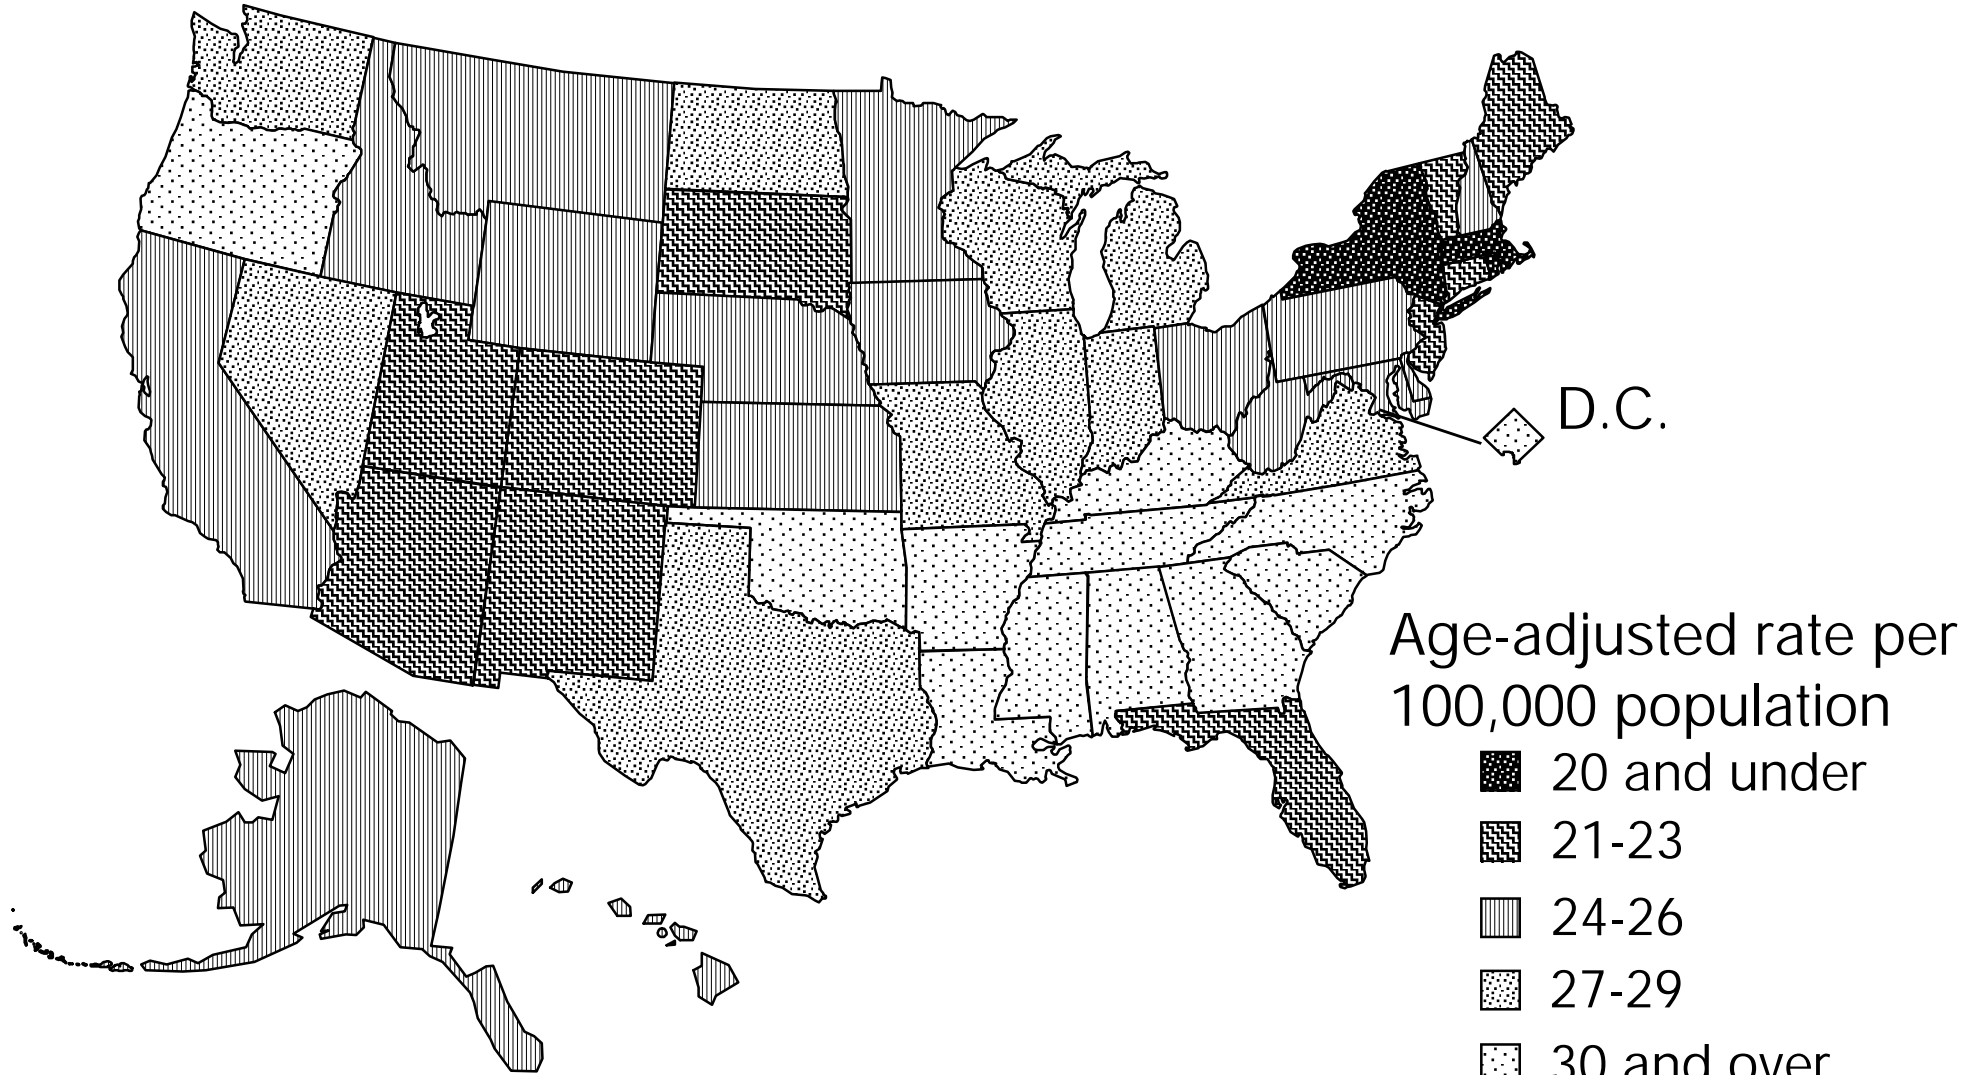 D.C.
Age-adjusted rate per
100,000 population
20 and under
21-23
24-26
27-29
30 and over